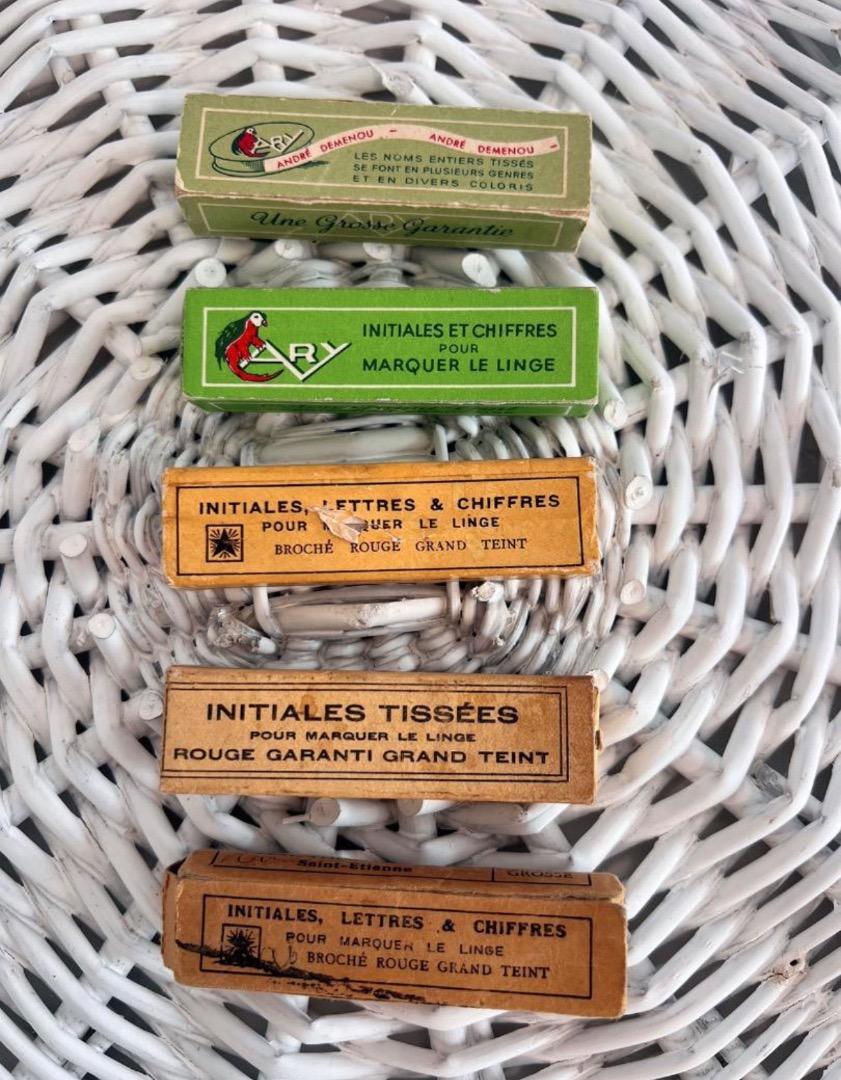 ARY
ANDRÉ DEMENOU - ANDRÉ DEMENOU -
LES NOMS ENTIERS TISSÉS
SE FONT EN PLUSIEURS GENRES
ET EN DIVERS COLORIS
Une Grosse Garantie
ARY
INITIALES ET CHIFFRES
POUR
MARQUER LE LINGE
INITIALES, LETTRES & CHIFFRES
POUR QUER LE LINGE
BROCHÉ ROUGE GRAND TEINT
INITIALES TISSÉES
POUR MARQUER LE LINGE
ROUGE GARANTI GRAND TEINT
Saint-Etienne
GROSSE
INITIALES, LETTRES & CHIFFRES
POUR MARQUER LE LINGE
BROCHÉ ROUGE GRAND TEINT